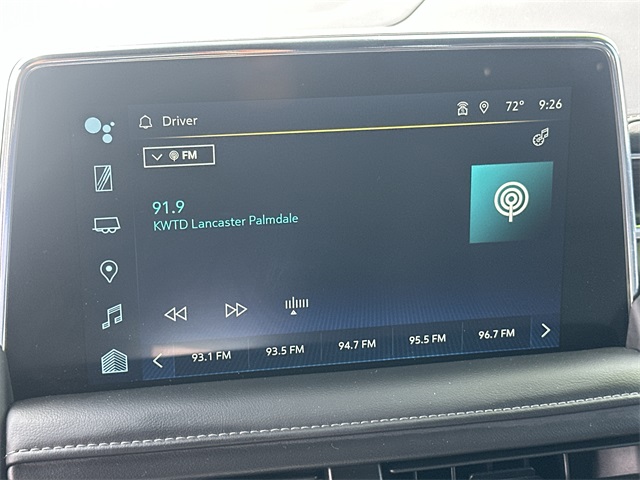 Driver
72° 9:26
FM
91.9
KWTD Lancaster Palmdale
93.1 FM 93.5 FM 94.7 FM 95.5 FM 96.7 FM